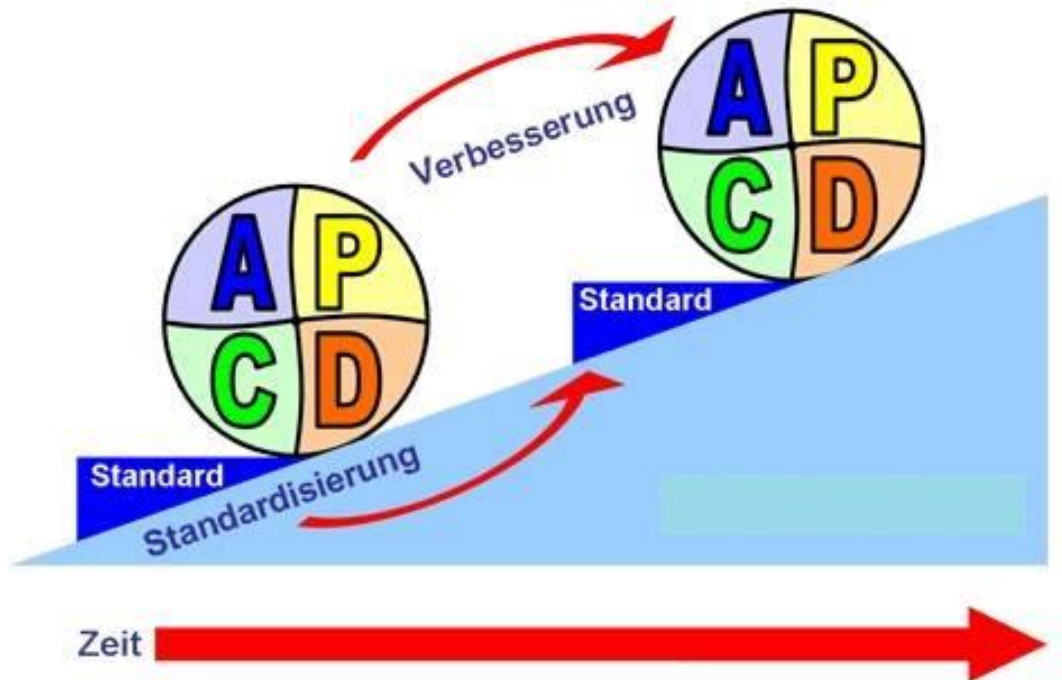 A P
C D
Verbesserung
A P
C D
Standard
Standard
Standardisierung
Zeit